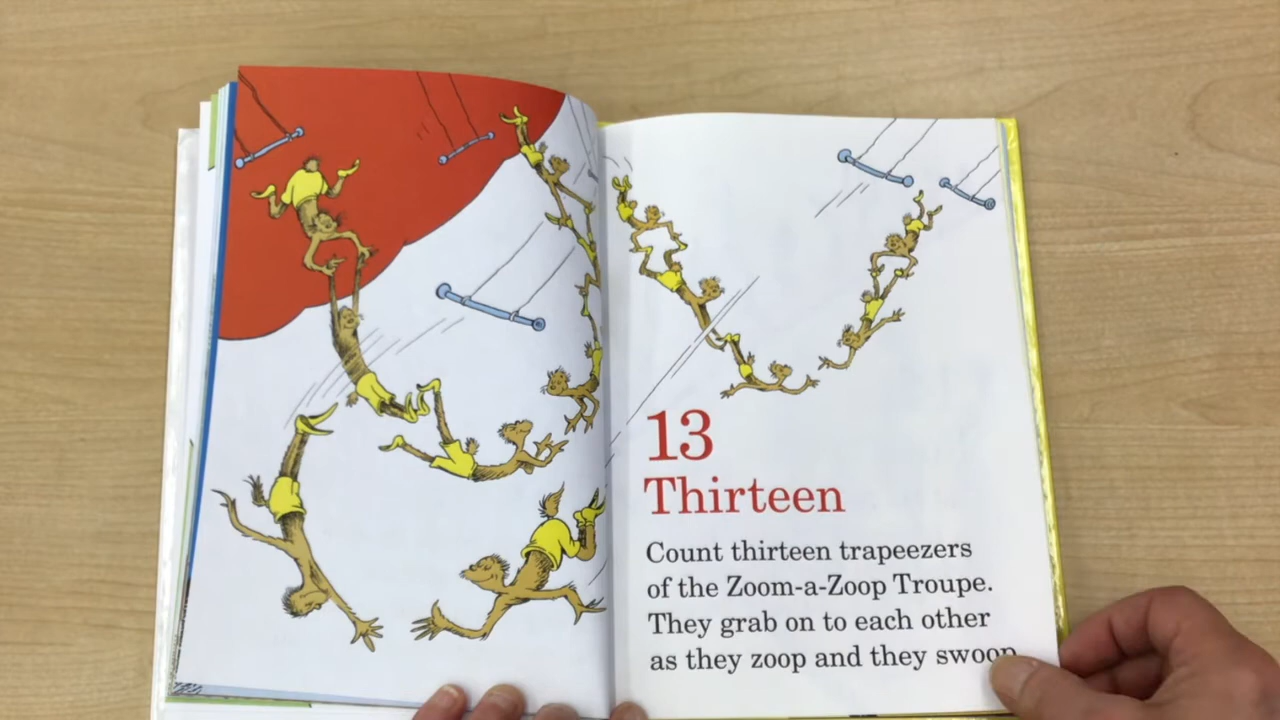 13
Thirteen
Count thirteen trapeezers
of the Zoom-a-Zoop Troupe.
They grab on to each other
as they zoop and they swoop